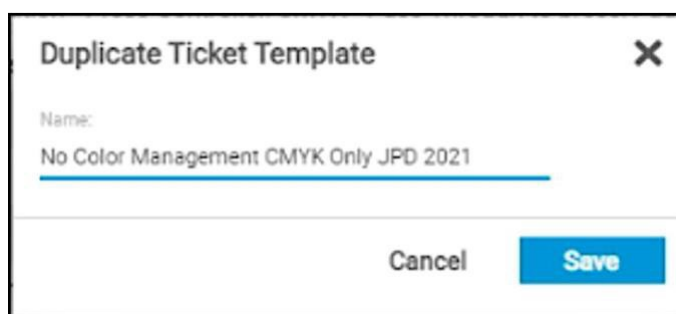 Duplicate Ticket Template
Name:
No Color Management CMYK Only JPD 2021
Cancel
Save